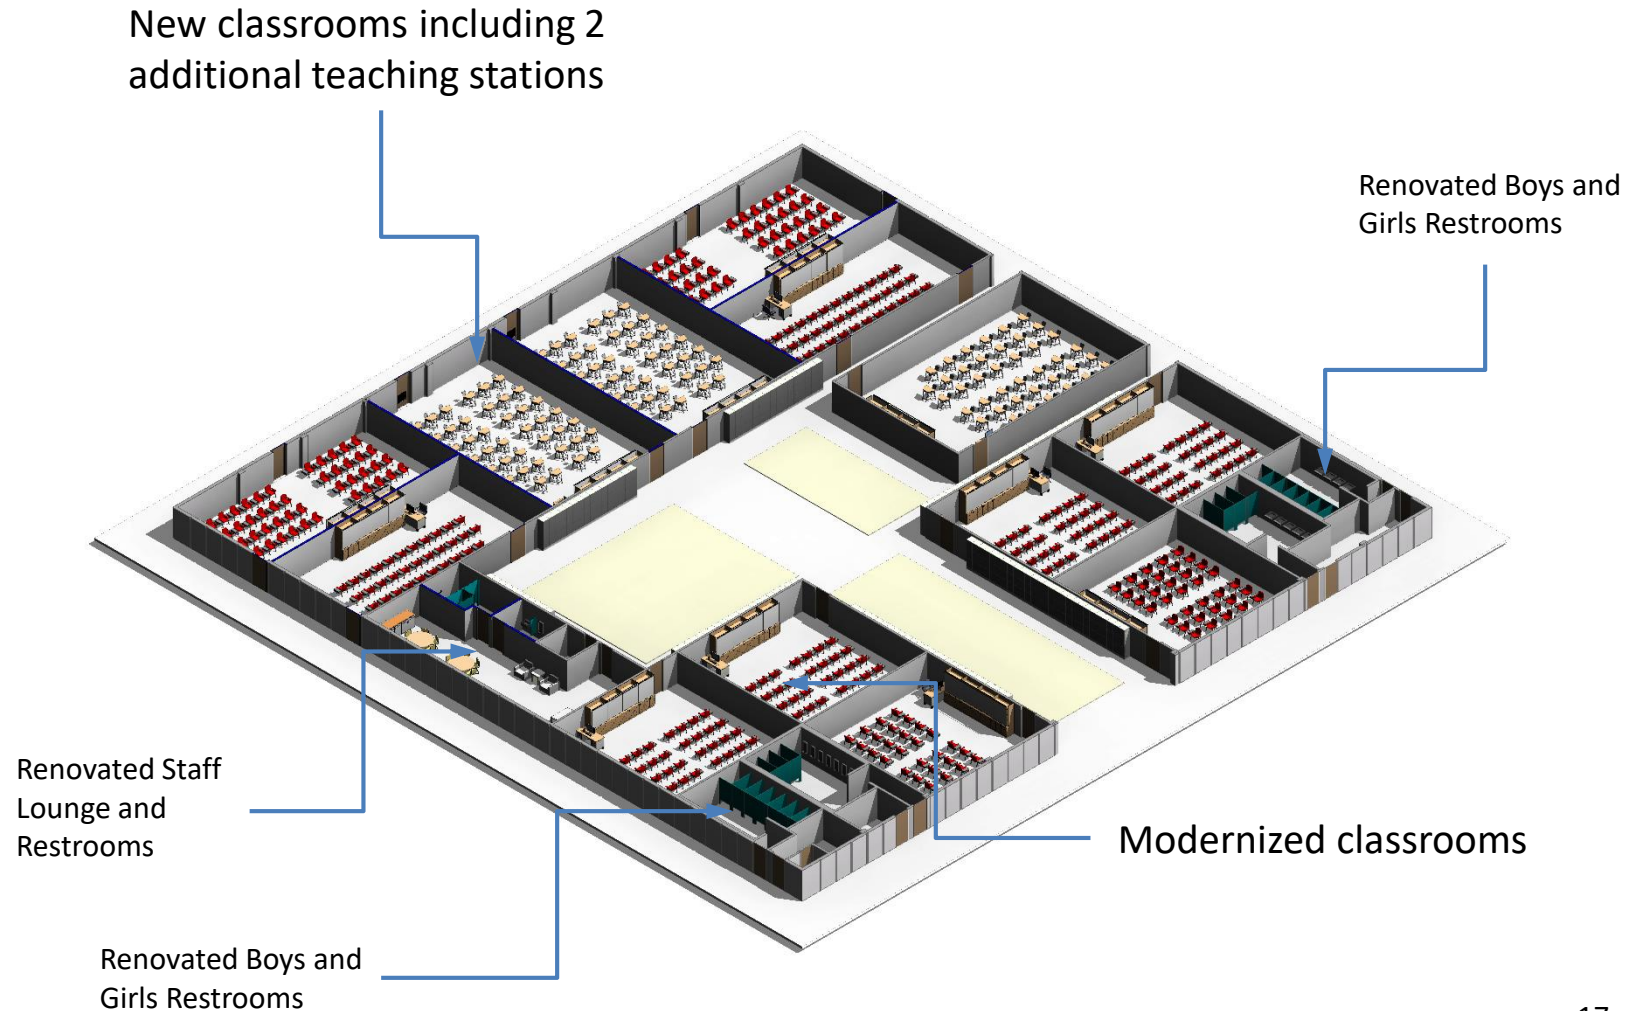 New classrooms including 2
additional teaching stations
Renovated Boys and
Girls Restrooms
Renovated Staff
Lounge and
Restrooms
Modernized classrooms
Renovated Boys and
Girls Restrooms
17